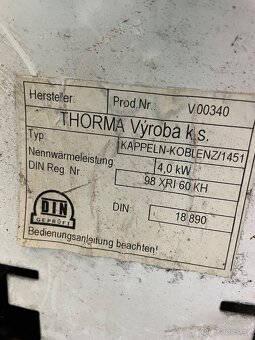 Hersteller: Prod.Nr.: V00340
THORMA Výroba k.s.
Typ: KAPPELN-KOBLENZ/1451
Nennwärmeleistung: 4,0 kW
DIN Reg. Nr 98 XRI 60 KH
DIN
GEPRÜFT
DIN 18 890
Bedienungsanleitung beachten!